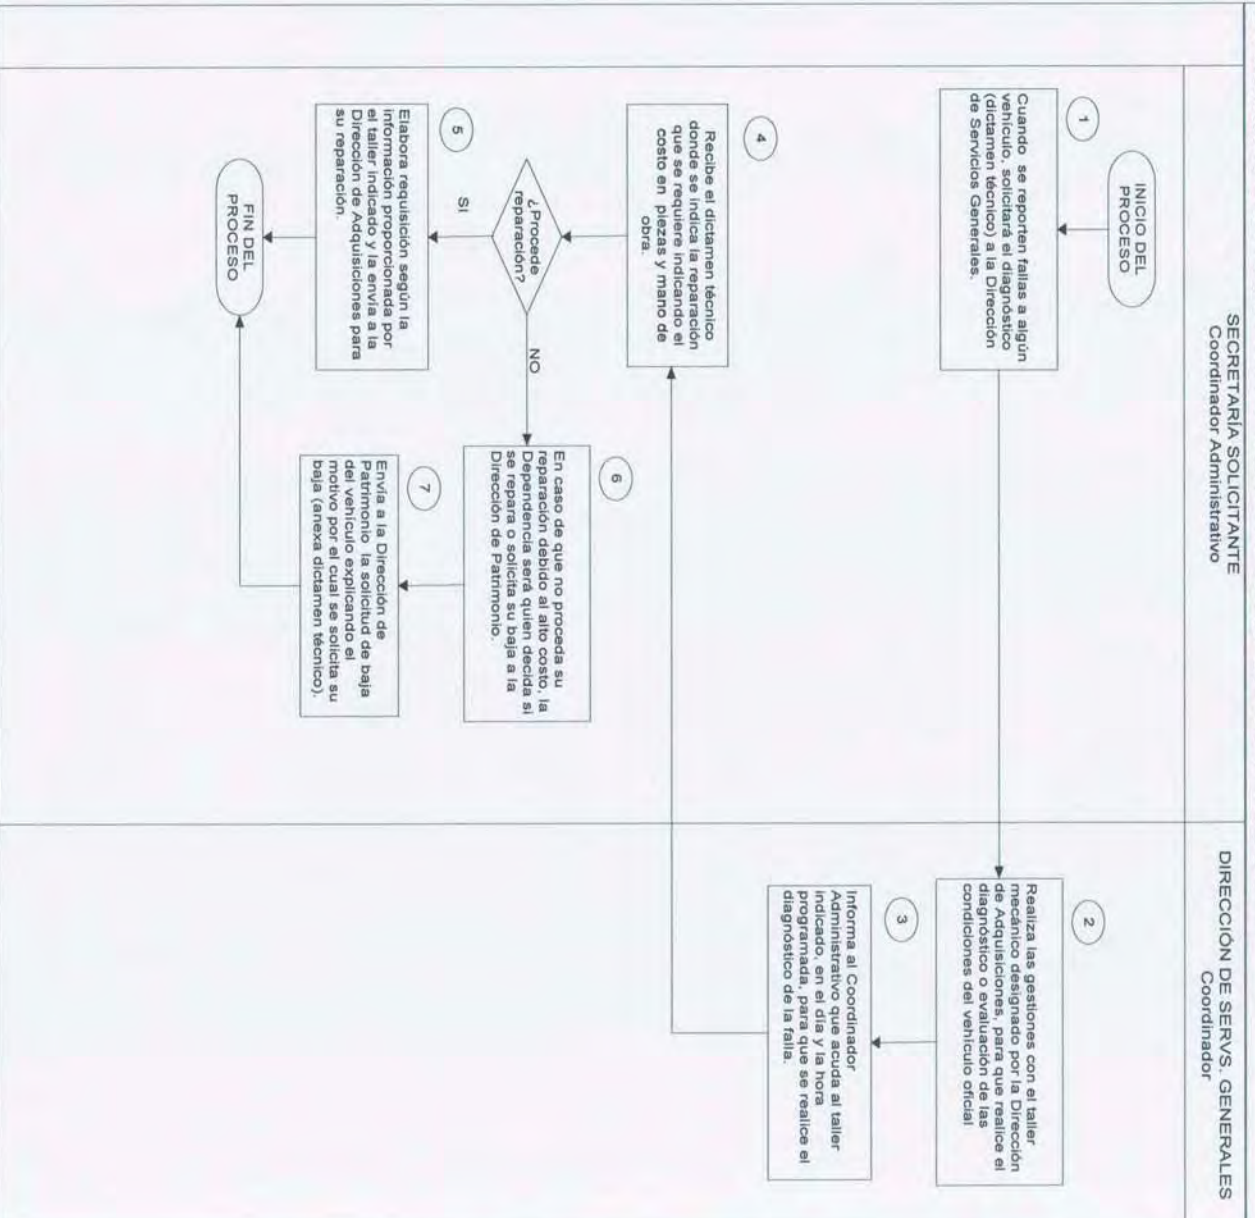 SECRETARÍA SOLICITANTE
Coordinador Administrativo
DIRECCIÓN DE SERVS. GENERALES
Coordinador
INICIO DEL
PROCESO
1
Cuando se reporten fallas a algún
vehículo, solicitará el diagnóstico
(dictamen técnico) a la Dirección
de Servicios Generales.
2
Realiza las gestiones con el taller
mecánico designado por la Dirección
de Adquisiciones, para que realice el
diagnóstico o evaluación de las
condiciones del vehículo oficial
3
Informa al Coordinador
Administrativo que acuda al taller
indicado, en el día y la hora
programada, para que se realice el
diagnóstico de la falla.
4
Recibe el dictamen técnico
donde se indica la reparación
que se requiere indicando el
costo en piezas y mano de
obra.
¿Procede
reparación?
SI
NO
5
Elabora requisición según la
información proporcionada por
el taller indicado y la envía a la
Dirección de Adquisiciones para
su reparación.
6
En caso de que no proceda su
reparación debido al alto costo, la
Dependencia será quien decida si
se repara o solicita su baja a la
Dirección de Patrimonio.
7
Envía a la Dirección de
Patrimonio la solicitud de baja
del vehículo explicando el
motivo por el cual se solicita su
baja (anexa dictamen técnico).
FIN DEL
PROCESO